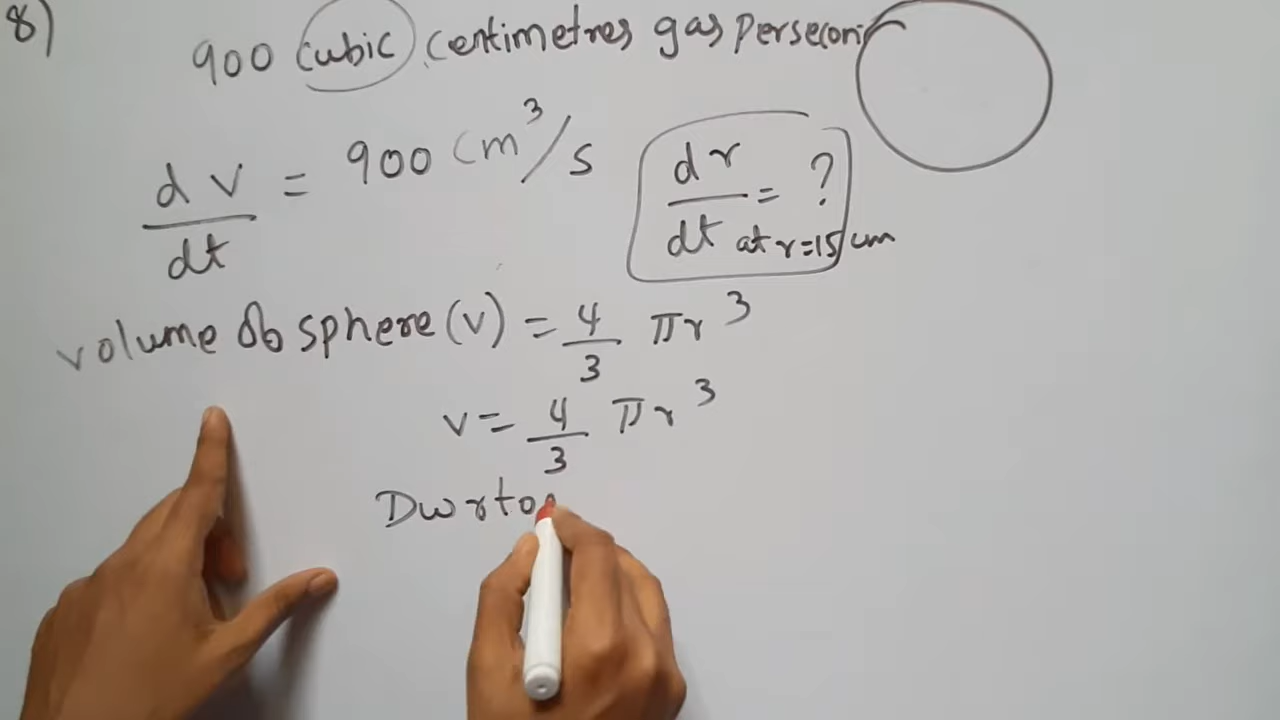 8)
900 cubic centimetres gas persecon
dv/dt = 900 cm³/s
dr/dt = ? at r=15 cm
volume of sphere (v) = 4/3 πr³
v = 4/3 πr³
Dwrto